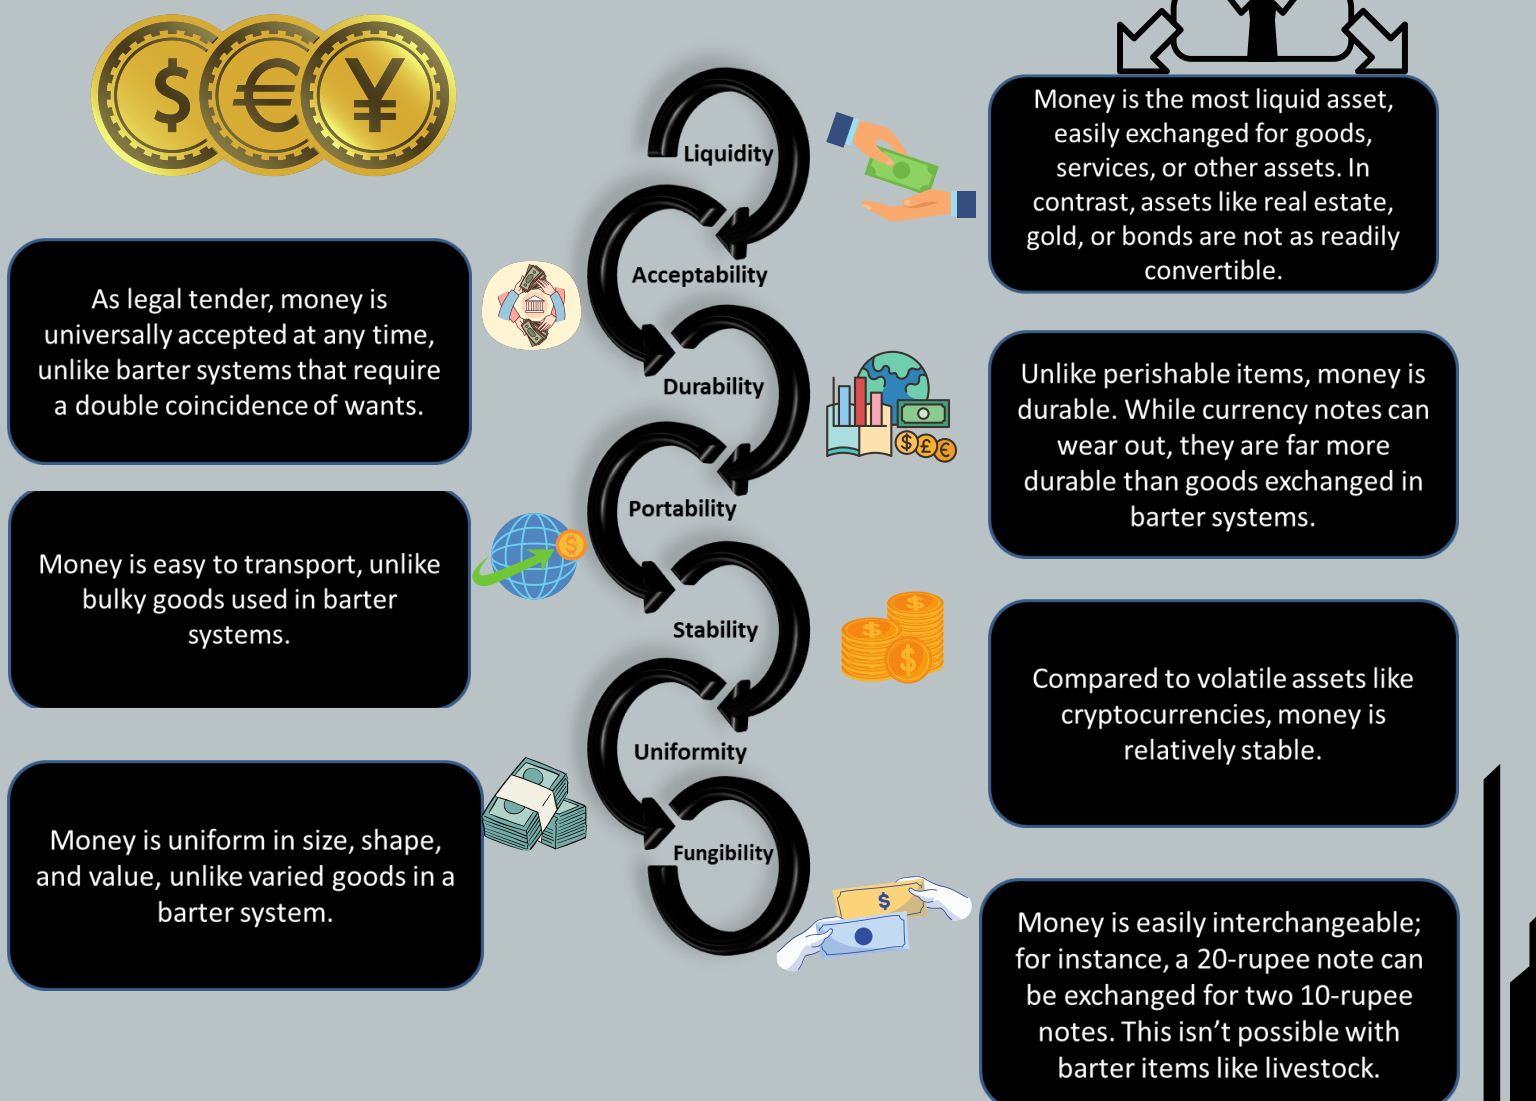 $ € ¥
Liquidity
Money is the most liquid asset,
easily exchanged for goods,
services, or other assets. In
contrast, assets like real estate,
gold, or bonds are not as readily
convertible.
Acceptability
As legal tender, money is
universally accepted at any time,
unlike barter systems that require
a double coincidence of wants.
Durability
Unlike perishable items, money is
durable. While currency notes can
wear out, they are far more
durable than goods exchanged in
barter systems.
$ £ €
Portability
Money is easy to transport, unlike
bulky goods used in barter
systems.
$
Stability
Compared to volatile assets like
cryptocurrencies, money is
relatively stable.
$
$
$
Uniformity
Money is uniform in size, shape,
and value, unlike varied goods in a
barter system.
Fungibility
$
Money is easily interchangeable;
for instance, a 20-rupee note can
be exchanged for two 10-rupee
notes. This isn’t possible with
barter items like livestock.